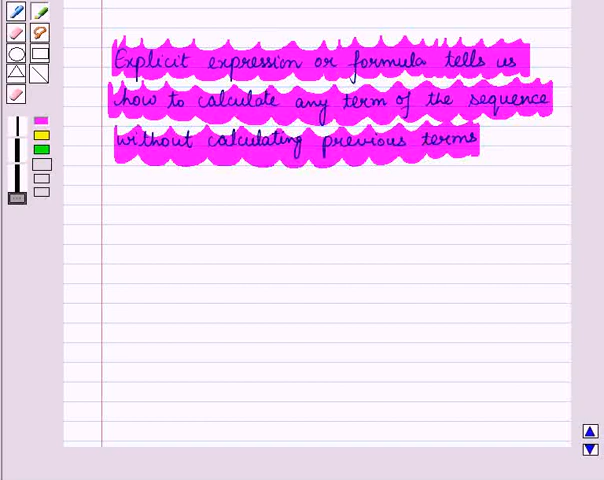 Explicit expression or formula tells us
how to calculate any term of the sequence
without calculating previous terms